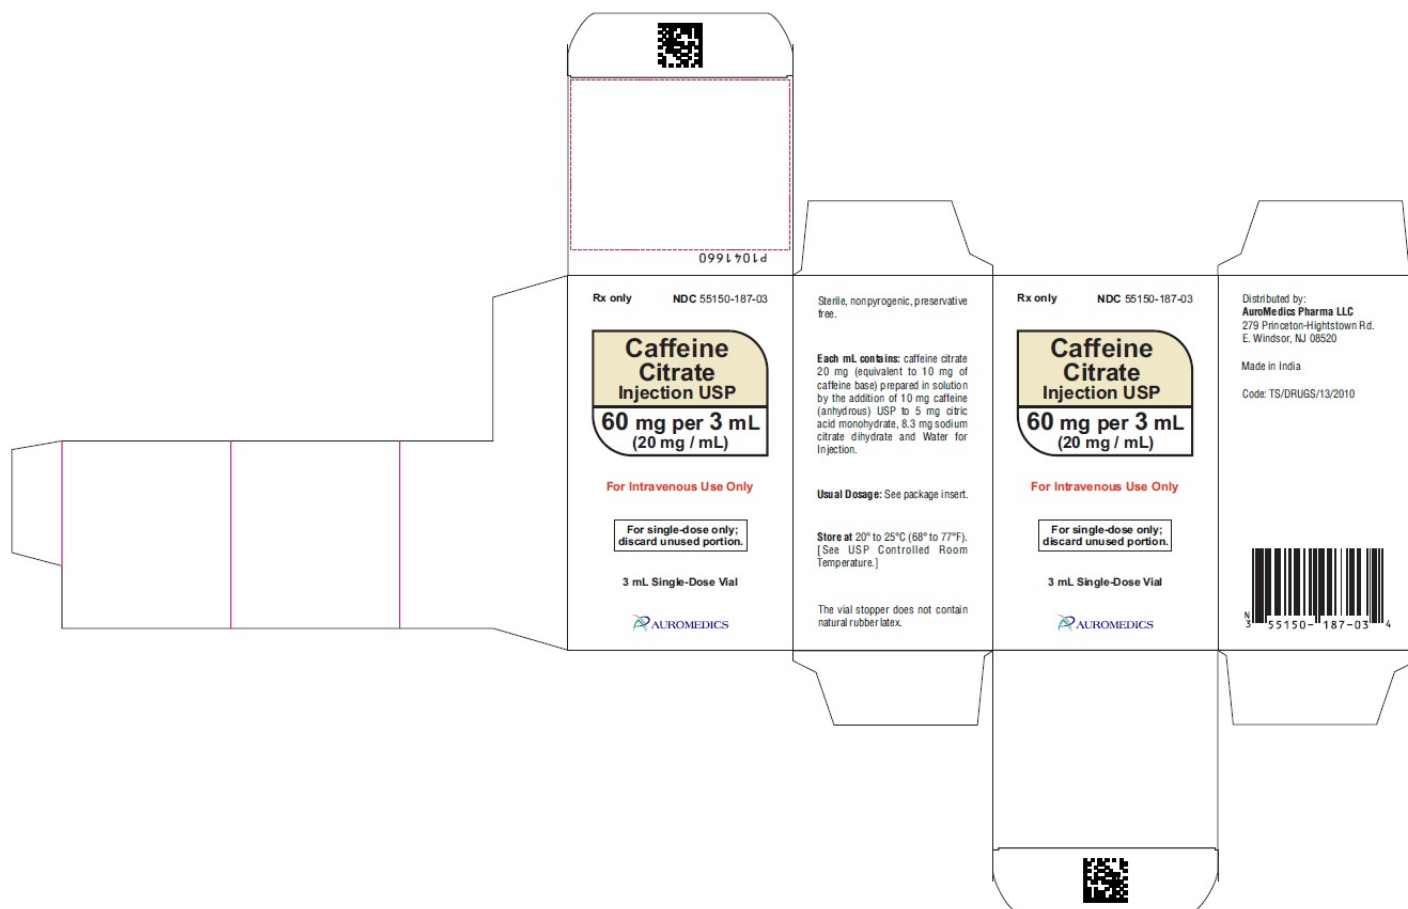 P1041660
Rx only NDC 55150-187-03
Caffeine
Citrate
Injection USP
60 mg per 3 mL
(20 mg / mL)
For Intravenous Use Only
For single-dose only;
discard unused portion.
3 mL Single-Dose Vial
AUROMEDICS
Sterile, nonpyrogenic, preservative
free.
Each mL contains: caffeine citrate
20 mg (equivalent to 10 mg of
caffeine base) prepared in solution
by the addition of 10 mg caffeine
(anhydrous) USP to 5 mg citric
acid monohydrate, 8.3 mg sodium
citrate dihydrate and Water for
Injection.
Usual Dosage: See package insert.
Store at 20° to 25°C (68° to 77°F).
[See USP Controlled Room
Temperature.]
The vial stopper does not contain
natural rubber latex.
Rx only NDC 55150-187-03
Caffeine
Citrate
Injection USP
60 mg per 3 mL
(20 mg / mL)
For Intravenous Use Only
For single-dose only;
discard unused portion.
3 mL Single-Dose Vial
AUROMEDICS
Distributed by:
AuroMedics Pharma LLC
279 Princeton-Hightstown Rd.
E. Windsor, NJ 08520
Made in India
Code: TS/DRUGS/13/2010
N
3 55150-187-03 4